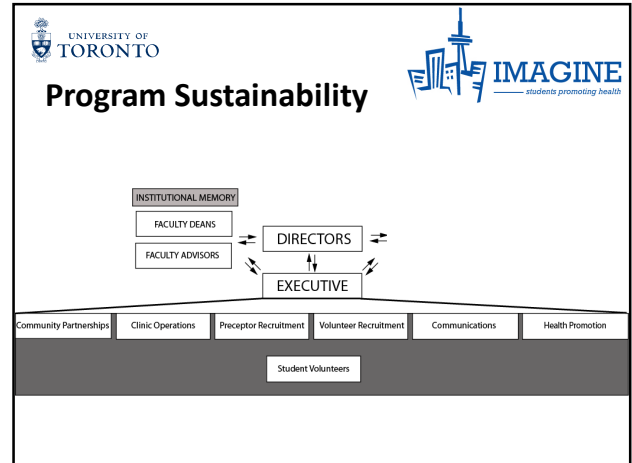 UNIVERSITY OF
TORONTO
IMAGINE
students promoting health
Program Sustainability
INSTITUTIONAL MEMORY
FACULTY DEANS
FACULTY ADVISORS
DIRECTORS
EXECUTIVE
Community Partnerships
Clinic Operations
Preceptor Recruitment
Volunteer Recruitment
Communications
Health Promotion
Student Volunteers